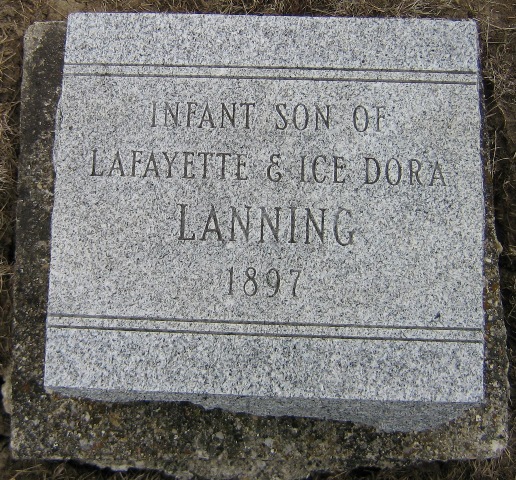 INFANT SON OF
LAFAYETTE & ICE DORA
LANNING
1897